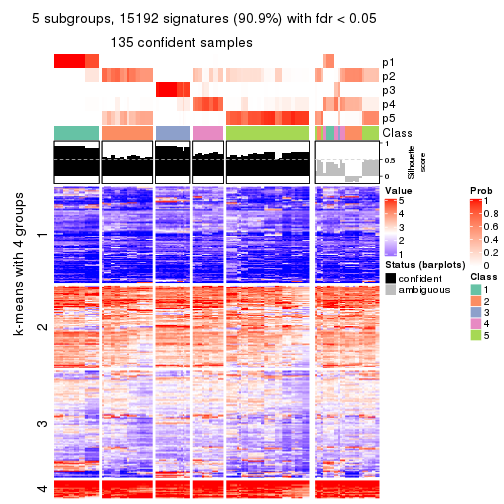 5 subgroups, 15192 signatures (90.9%) with fdr < 0.05
135 confident samples
p1
p2
p3
p4
p5
Class
1
0.5
0
Silhouette
score
k-means with 4 groups
1
2
3
4
Value
5
4
3
2
1
Status (barplots)
confident
ambiguous
Prob
1
0.8
0.6
0.4
0.2
0
Class
1
2
3
4
5